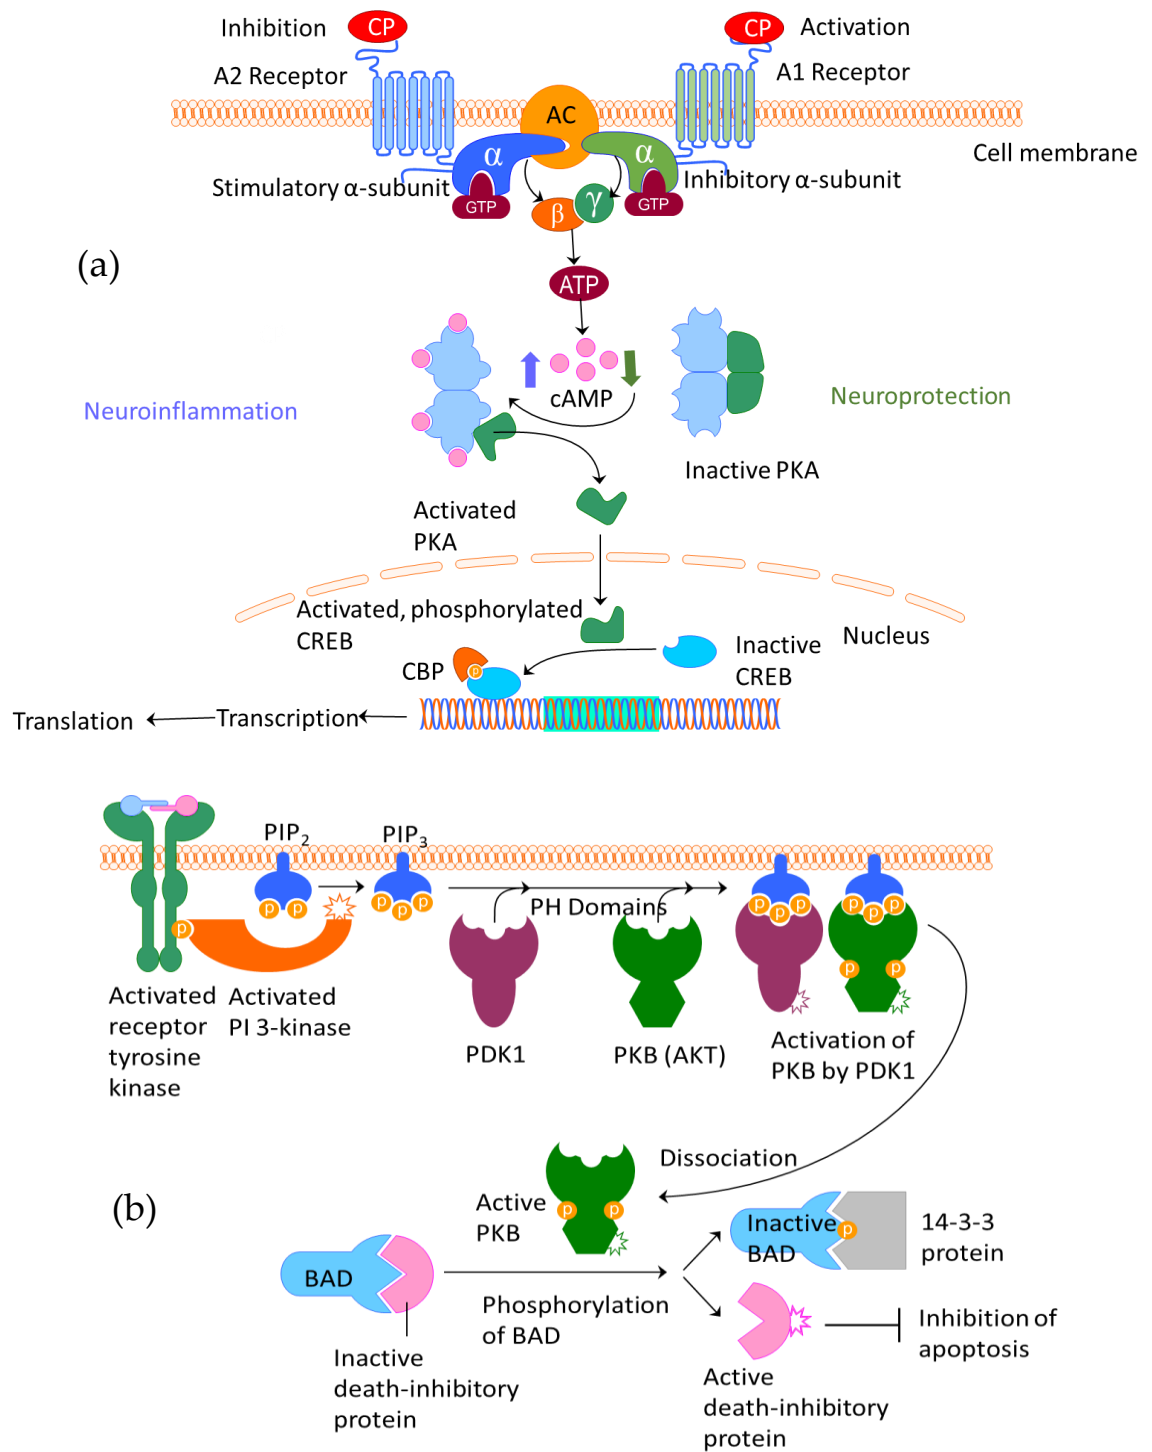 Inhibition
CP
CP
Activation
A2 Receptor
A1 Receptor
AC
Cell membrane
α
α
Stimulatory α-subunit
Inhibitory α-subunit
GTP
GTP
β
γ
(a)
ATP
Neuroinflammation
cAMP
Neuroprotection
Inactive PKA
Activated
PKA
Activated, phosphorylated
CREB
Nucleus
CBP
P
Inactive
CREB
Translation
Transcription
PIP2
PIP3
P
P
P
P
P
P
PH Domains
P
P
P
P
P
P
P
P
Activated
receptor
tyrosine
kinase
Activated
PI 3-kinase
PDK1
PKB (AKT)
Activation of
PKB by PDK1
Dissociation
(b)
Active
PKB
P
P
Inactive
BAD
P
14-3-3
protein
BAD
Phosphorylation
of BAD
Inhibition of
apoptosis
Inactive
death-inhibitory
protein
Active
death-inhibitory
protein